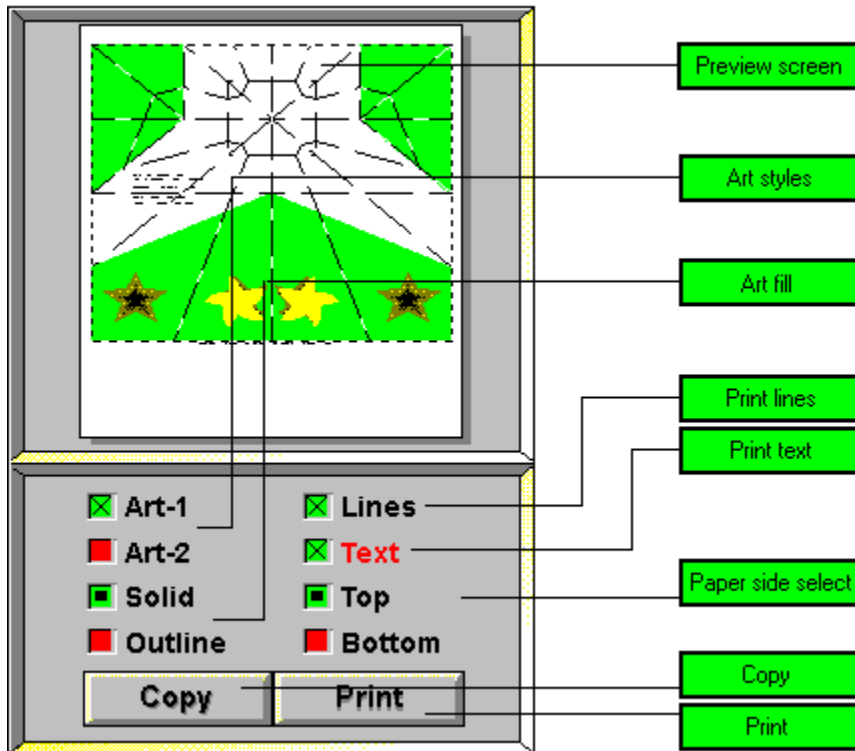 Preview screen
Art styles
Art fill
Print lines
Print text
Art-1
Lines
Art-2
Text
Solid
Top
Paper side select
Outline
Bottom
Copy
Print
Copy
Print